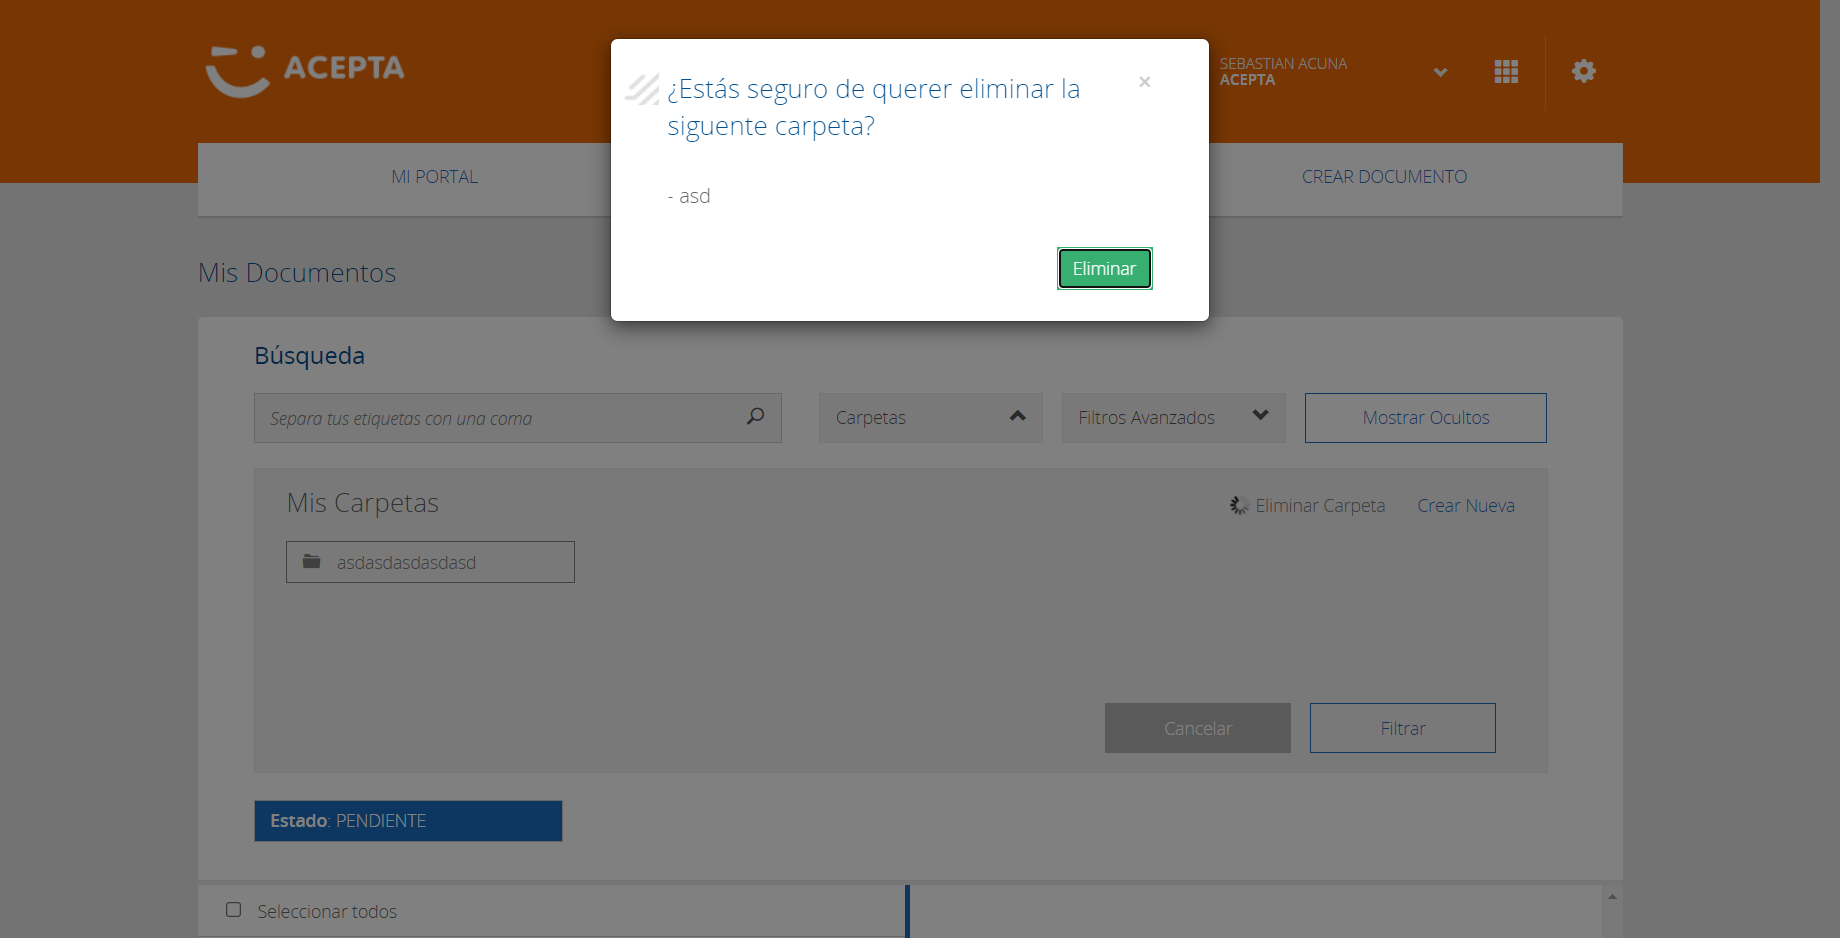 ACEPTA
SEBASTIAN ACUNA
ACEPTA
¿Estás seguro de querer eliminar la
siguente carpeta?
×
- asd
Eliminar
MI PORTAL
CREAR DOCUMENTO
Mis Documentos
Búsqueda
Separa tus etiquetas con una coma
Carpetas
Filtros Avanzados
Mostrar Ocultos
Mis Carpetas
Eliminar Carpeta
Crear Nueva
asdasdasdasdasd
Cancelar
Filtrar
Estado: PENDIENTE
Seleccionar todos